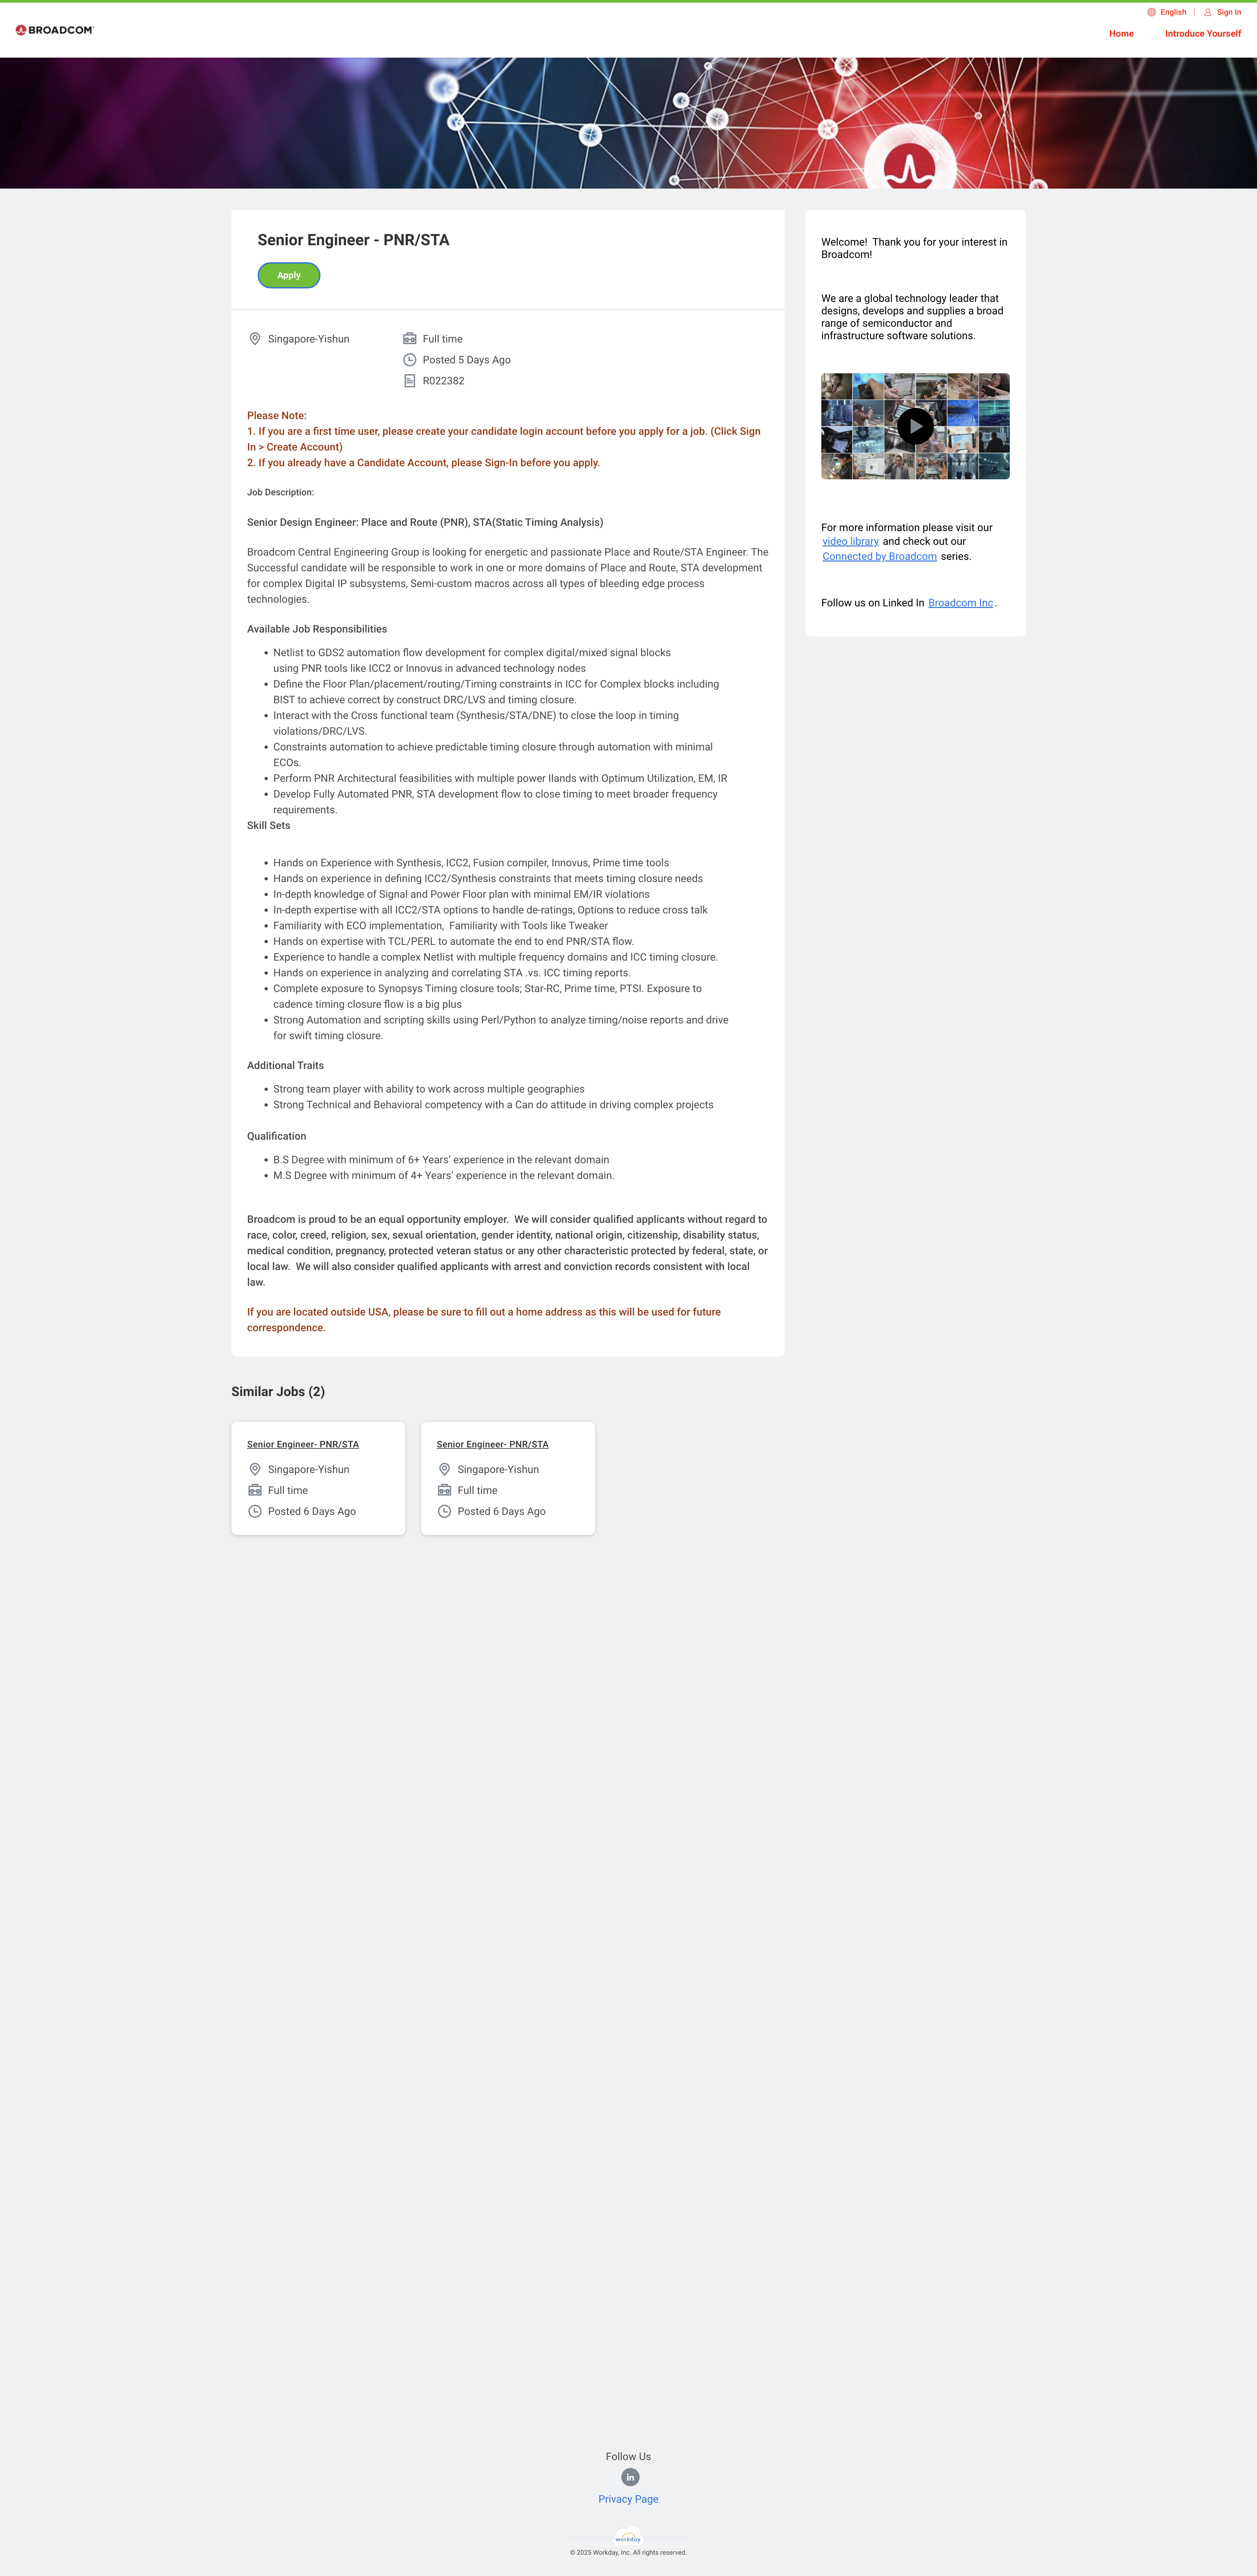 English | Sign In
BROADCOM
Home Introduce Yourself
Senior Engineer - PNR/STA
Apply
Singapore-Yishun
Full time
Posted 5 Days Ago
R022382
Please Note:
1. If you are a first time user, please create your candidate login account before you apply for a job. (Click Sign
In > Create Account)
2. If you already have a Candidate Account, please Sign-In before you apply.
Job Description:
Senior Design Engineer: Place and Route (PNR), STA(Static Timing Analysis)
Broadcom Central Engineering Group is looking for energetic and passionate Place and Route/STA Engineer. The
Successful candidate will be responsible to work in one or more domains of Place and Route, STA development
for complex Digital IP subsystems, Semi-custom macros across all types of bleeding edge process
technologies.
Available Job Responsibilities
• Netlist to GDS2 automation flow development for complex digital/mixed signal blocks
using PNR tools like ICC2 or Innovus in advanced technology nodes
• Define the Floor Plan/placement/routing/Timing constraints in ICC for Complex blocks including
BIST to achieve correct by construct DRC/LVS and timing closure.
• Interact with the Cross functional team (Synthesis/STA/DNE) to close the loop in timing
violations/DRC/LVS.
• Constraints automation to achieve predictable timing closure through automation with minimal
ECOs.
• Perform PNR Architectural feasibilities with multiple power Ilands with Optimum Utilization, EM, IR
• Develop Fully Automated PNR, STA development flow to close timing to meet broader frequency
requirements.
Skill Sets
• Hands on Experience with Synthesis, ICC2, Fusion compiler, Innovus, Prime time tools
• Hands on experience in defining ICC2/Synthesis constraints that meets timing closure needs
• In-depth knowledge of Signal and Power Floor plan with minimal EM/IR violations
• In-depth expertise with all ICC2/STA options to handle de-ratings, Options to reduce cross talk
• Familiarity with ECO implementation,  Familiarity with Tools like Tweaker
• Hands on expertise with TCL/PERL to automate the end to end PNR/STA flow.
• Experience to handle a complex Netlist with multiple frequency domains and ICC timing closure.
• Hands on experience in analyzing and correlating STA .vs. ICC timing reports.
• Complete exposure to Synopsys Timing closure tools; Star-RC, Prime time, PTSI. Exposure to
cadence timing closure flow is a big plus
• Strong Automation and scripting skills using Perl/Python to analyze timing/noise reports and drive
for swift timing closure.
Additional Traits
• Strong team player with ability to work across multiple geographies
• Strong Technical and Behavioral competency with a Can do attitude in driving complex projects
Qualification
• B.S Degree with minimum of 6+ Years’ experience in the relevant domain
• M.S Degree with minimum of 4+ Years’ experience in the relevant domain.
Broadcom is proud to be an equal opportunity employer.  We will consider qualified applicants without regard to
race, color, creed, religion, sex, sexual orientation, gender identity, national origin, citizenship, disability status,
medical condition, pregnancy, protected veteran status or any other characteristic protected by federal, state, or
local law.  We will also consider qualified applicants with arrest and conviction records consistent with local
law.
If you are located outside USA, please be sure to fill out a home address as this will be used for future
correspondence.
Welcome!  Thank you for your interest in
Broadcom!
We are a global technology leader that
designs, develops and supplies a broad
range of semiconductor and
infrastructure software solutions.
For more information please visit our
video library and check out our
Connected by Broadcom series.
Follow us on Linked In Broadcom Inc.
Similar Jobs (2)
Senior Engineer- PNR/STA
Singapore-Yishun
Full time
Posted 6 Days Ago
Senior Engineer- PNR/STA
Singapore-Yishun
Full time
Posted 6 Days Ago
Follow Us
in
Privacy Page
workday
© 2025 Workday, Inc. All rights reserved.